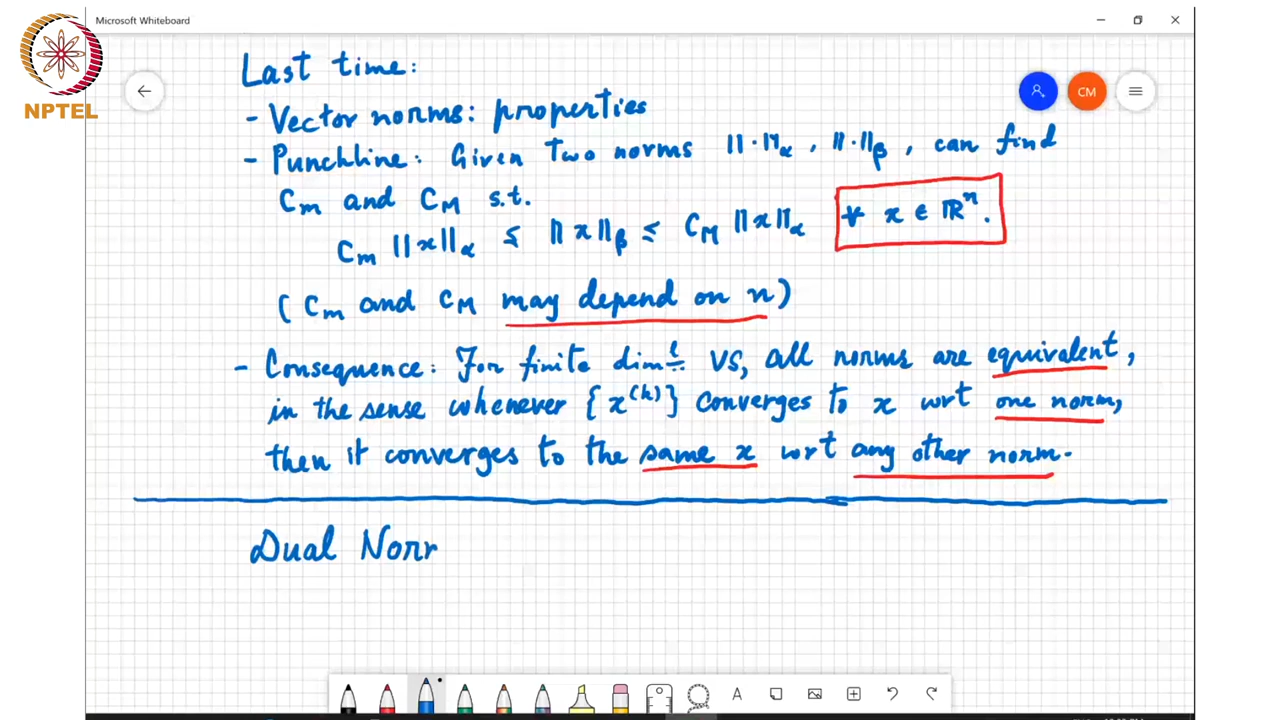 Microsoft Whiteboard
NPTEL
CM
Last time:
- Vector norms: properties
- Punchline: Given two norms ||·||α, ||·||β, can find
Cm and CM s.t.
Cm ||x||α ≤ ||x||β ≤ CM ||x||α ∀ x ∈ ℝⁿ.
(Cm and CM may depend on n)
- Consequence: For finite dim<sup>l</sup> VS, all norms are equivalent,
in the sense whenever {x⁽ᵏ⁾} converges to x wrt one norm,
then it converges to the same x wrt any other norm.
Dual Norr
A